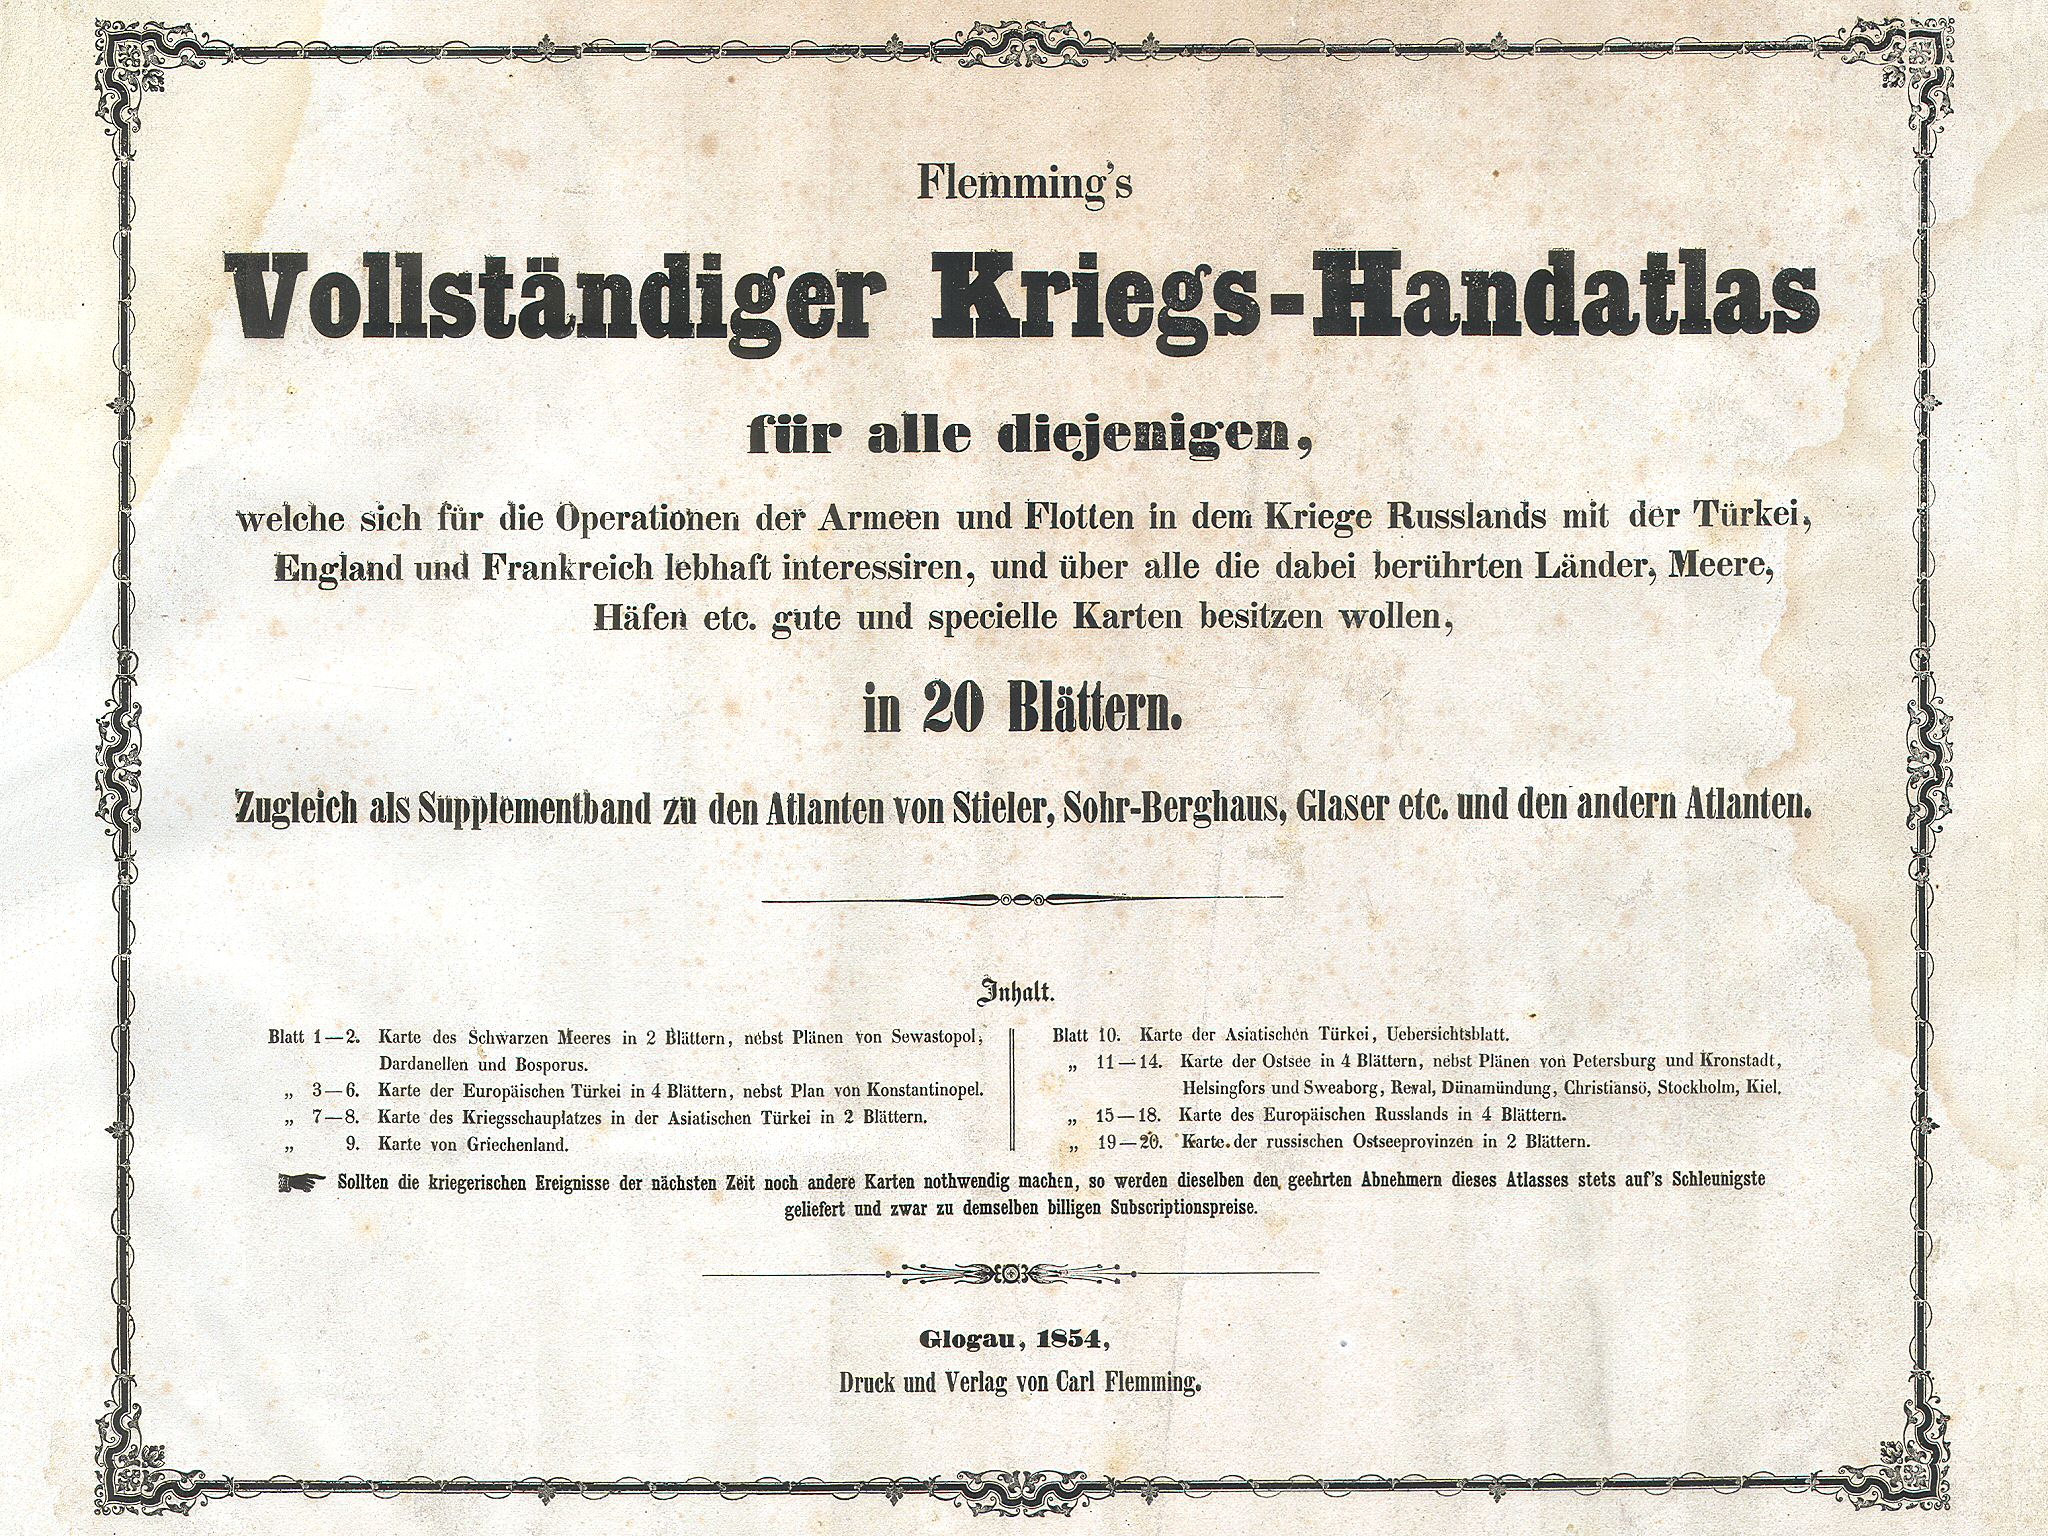 Flemming's
Vollständiger Kriegs-Handatlas
für alle diejenigen,
welche sich für die Operationen der Armeen und Flotten in dem Kriege Russlands mit der Türkei,
England und Frankreich lebhaft interessiren, und über alle die dabei berührten Länder, Meere,
Häfen etc. gute und specielle Karten besitzen wollen,
in 20 Blättern.
Zugleich als Supplementband zu den Atlanten von Stieler, Sohr-Berghaus, Glaser etc. und den andern Atlanten.
Inhalt.
Blatt 1—2. Karte des Schwarzen Meeres in 2 Blättern, nebst Plänen von Sewastopol,
Dardanellen und Bosporus.
„ 3—6. Karte der Europäischen Türkei in 4 Blättern, nebst Plan von Konstantinopel.
„ 7—8. Karte des Kriegsschauplatzes in der Asiatischen Türkei in 2 Blättern.
„ 9. Karte von Griechenland.
Blatt 10. Karte der Asiatischen Türkei, Uebersichtsblatt.
„ 11—14. Karte der Ostsee in 4 Blättern, nebst Plänen von Petersburg und Kronstadt,
Helsingfors und Sweaborg, Reval, Dünamündung, Christiansö, Stockholm, Kiel.
„ 15—18. Karte des Europäischen Russlands in 4 Blättern.
„ 19—20. Karte der russischen Ostseeprovinzen in 2 Blättern.
Sollten die kriegerischen Ereignisse der nächsten Zeit noch andere Karten nothwendig machen, so werden dieselben den geehrten Abnehmern dieses Atlasses stets auf's Schleunigste
geliefert und zwar zu demselben billigen Subscriptionspreise.
Glogau, 1854,
Druck und Verlag von Carl Flemming.